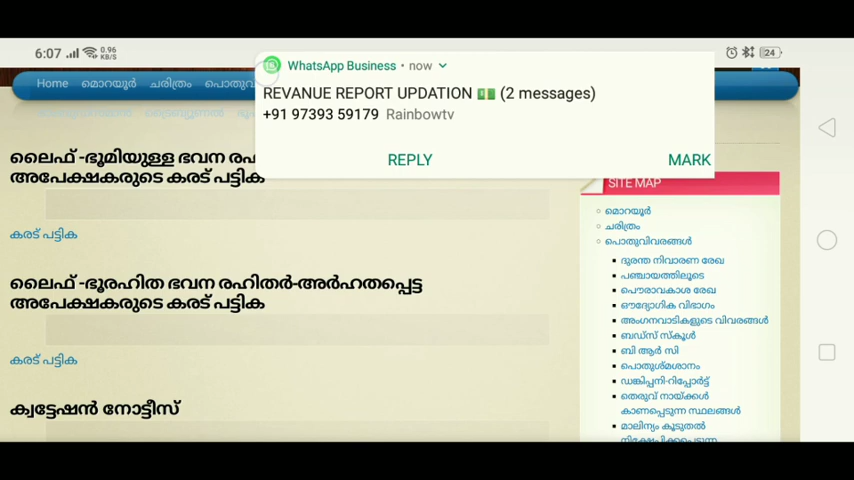 6:07
0.96
KB/S
24
WhatsApp Business • now
REVANUE REPORT UPDATION 💵 (2 messages)
+91 97393 59179 Rainbowtv
REPLY
MARK
Home മൊറയൂർ ചരിത്രം
ലൈഫ് -ഭൂമിയുള്ള ഭവന
അപേക്ഷകരുടെ കരട് പട്ടിക
കരട് പട്ടിക
ലൈഫ് -ഭൂരഹിത ഭവന രഹിതർ-അർഹതപ്പെട്ട
അപേക്ഷകരുടെ കരട് പട്ടിക
കരട് പട്ടിക
ക്വട്ടേഷൻ നോട്ടീസ്
SITE MAP
മൊറയൂർ
ചരിത്രം
പൊതുവിവരങ്ങൾ
ദുരന്ത നിവാരണ രേഖ
പഞ്ചായത്തിലൂടെ
പൌരാവകാശ രേഖ
ഔദ്യോഗിക വിഭാഗം
അംഗനവാടികളുടെ വിവരങ്ങൾ
ബഡ്സ് സ്കൂൾ
ബി ആർ സി
പൊതുശ്മശാനം
ഡങ്കിപ്പനി-റിപ്പോർട്ട്
തെരുവ് നായ്ക്കൾ
കാണപ്പെടുന്ന സ്ഥലങ്ങൾ
മാലിന്യം കൂടുതൽ
നിക്ഷേപിക്കപ്പെടുന്ന